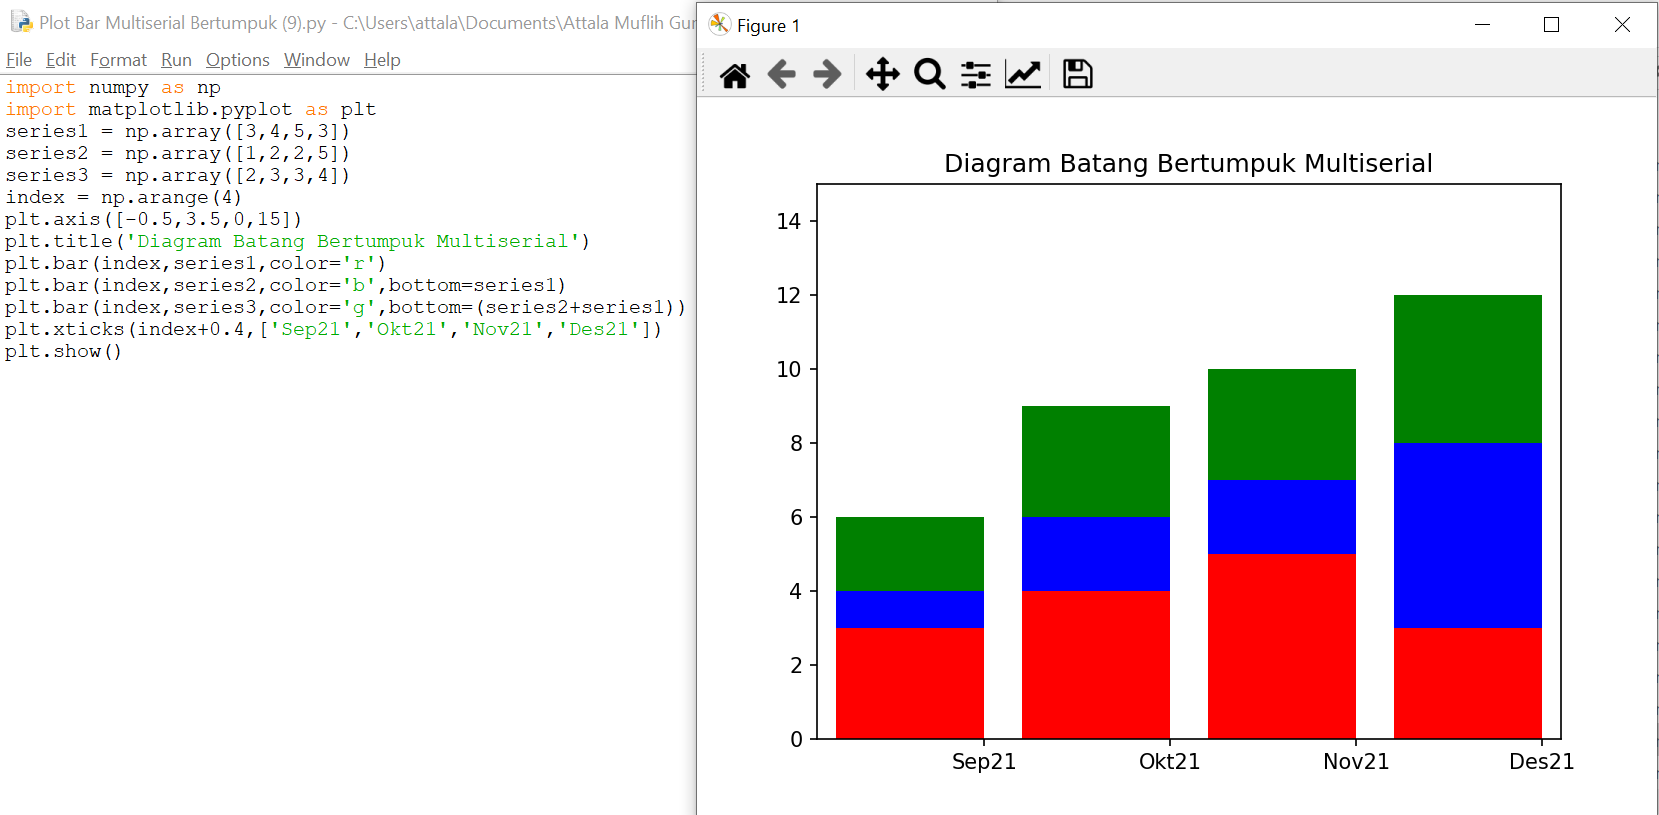 Plot Bar Multiserial Bertumpuk (9).py - C:\Users\attala\Documents\Attala Muflih Gu
File Edit Format Run Options Window Help
import numpy as np
import matplotlib.pyplot as plt
series1 = np.array([3,4,5,3])
series2 = np.array([1,2,2,5])
series3 = np.array([2,3,3,4])
index = np.arange(4)
plt.axis([-0.5,3.5,0,15])
plt.title('Diagram Batang Bertumpuk Multiserial')
plt.bar(index,series1,color='r')
plt.bar(index,series2,color='b',bottom=series1)
plt.bar(index,series3,color='g',bottom=(series2+series1))
plt.xticks(index+0.4,['Sep21','Okt21','Nov21','Des21'])
plt.show()
Figure 1
Diagram Batang Bertumpuk Multiserial
14
12
10
8
6
4
2
0
Sep21 Okt21 Nov21 Des21